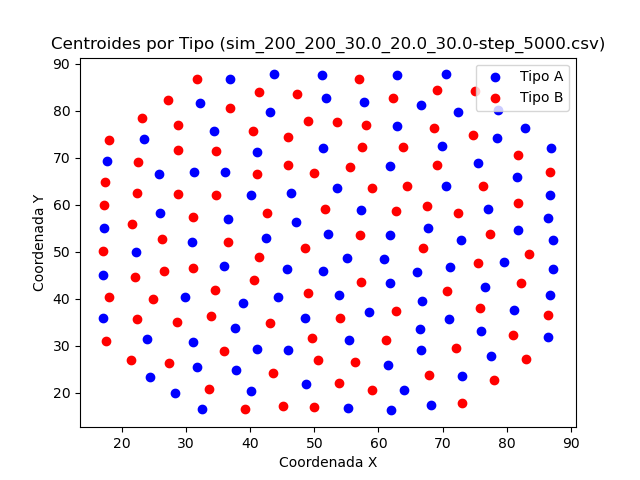 Centroides por Tipo (sim_200_200_30.0_20.0_30.0-step_5000.csv)
Tipo A
Tipo B
90
80
70
60
50
40
30
20
Coordenada Y
20 30 40 50 60 70 80 90
Coordenada X